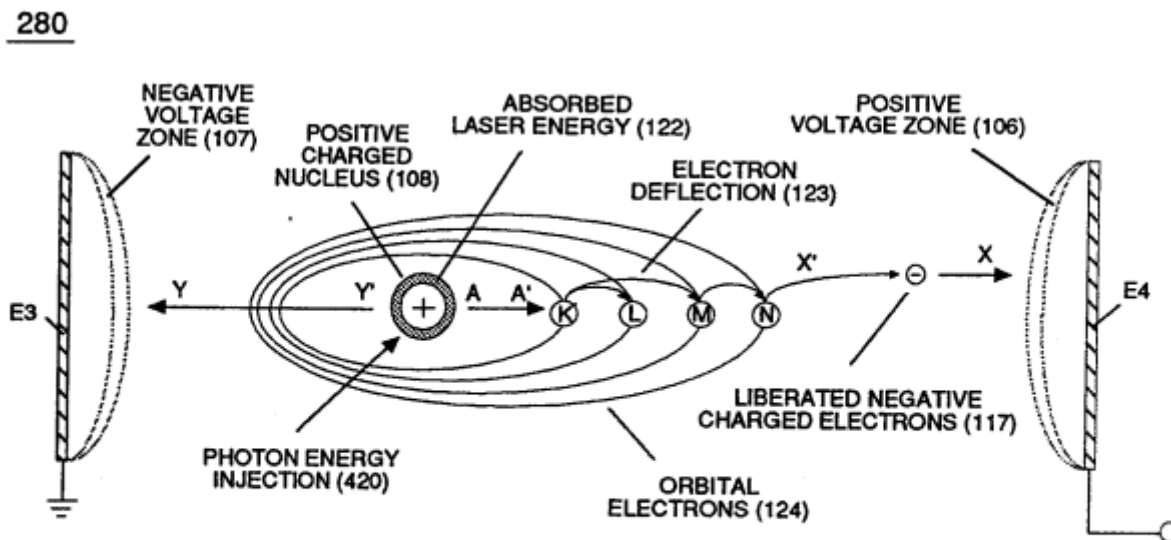 280
NEGATIVE
VOLTAGE
ZONE (107)
POSITIVE
CHARGED
NUCLEUS (108)
ABSORBED
LASER ENERGY (122)
ELECTRON
DEFLECTION (123)
POSITIVE
VOLTAGE ZONE (106)
E3
Y
Y'
+
A
A'
K
L
M
N
X'
-
X
E4
PHOTON ENERGY
INJECTION (420)
ORBITAL
ELECTRONS (124)
LIBERATED NEGATIVE
CHARGED ELECTRONS (117)